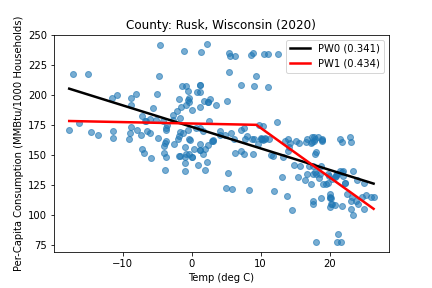 County: Rusk, Wisconsin (2020)
Per-Capita Consumption (MMBtu/1000 Households)
250
225
200
175
150
125
100
75
PW0 (0.341)
PW1 (0.434)
−10
0
10
20
Temp (deg C)